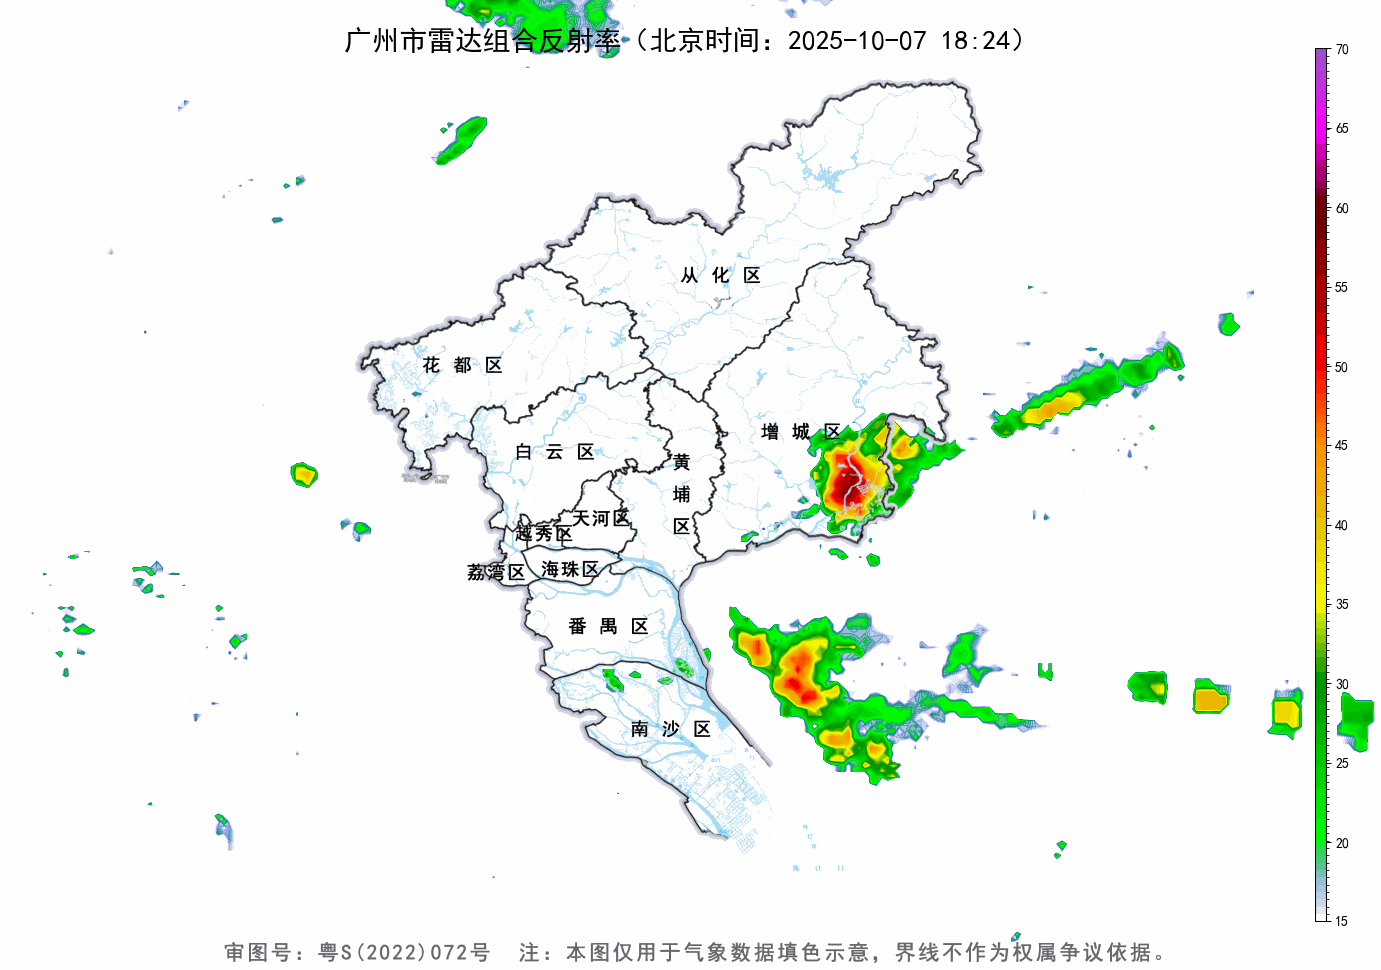 广州市雷达组合反射率（北京时间：2025-10-07 18:24）
70
65
60
55
50
45
40
35
30
25
20
15
从化区
花都区
增城区
白云区
黄埔区
天河区
越秀区
荔湾区
海珠区
番禺区
南沙区
审图号：粤S(2022)072号 注：本图仅用于气象数据填色示意，界线不作为权属争议依据。